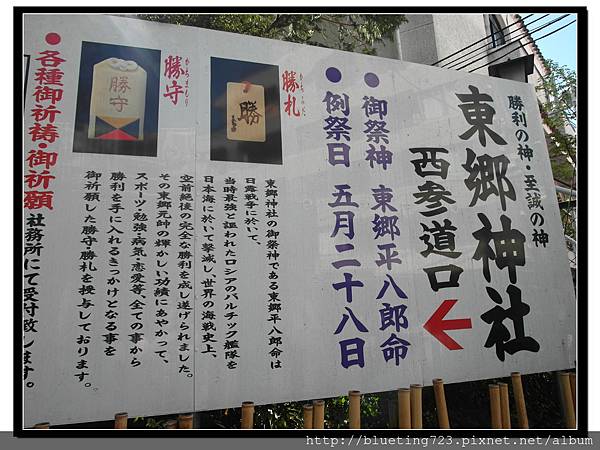 勝利の神・至誠の神
東郷神社
西参道口
●御祭神 東郷平八郎命
●例祭日 五月二十八日
勝札
勝
勝守
勝守
東郷神社の御祭神である東郷平八郎命は
日露戦争に於いて、
当時最強と謳われたロシアのバルチック艦隊を
日本海に於いて撃滅し、世界の海戦史上、
空前絶後の完全な勝利を成し遂げられました。
その東郷元帥の輝かしい功績にあやかって、
スポーツ・勉強・病気・恋愛等、全ての事から
勝利を手に入れるきっかけとなる事を
御祈願した勝守・勝札を授与しております。
●各種御祈祷・御祈願
社務所にて受付致します。
http://blueting723.pixnet.net/album